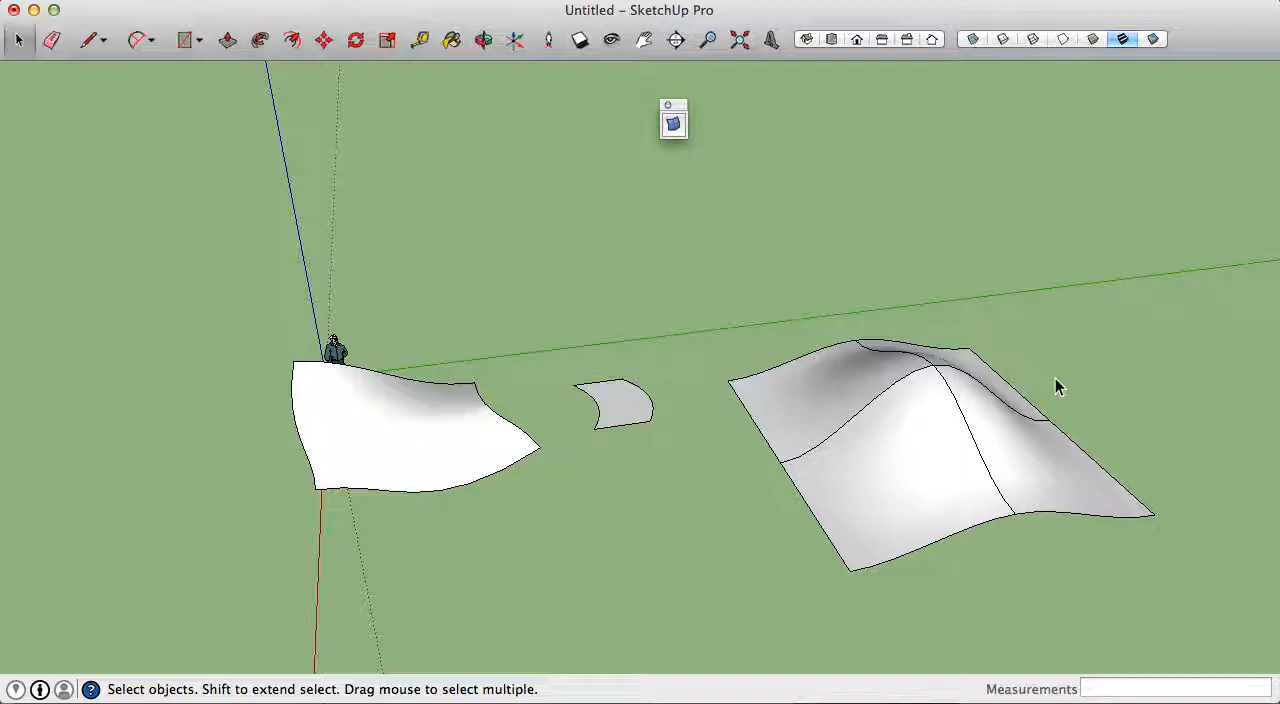 Untitled – SketchUp Pro
Select objects. Shift to extend select. Drag mouse to select multiple.
Measurements